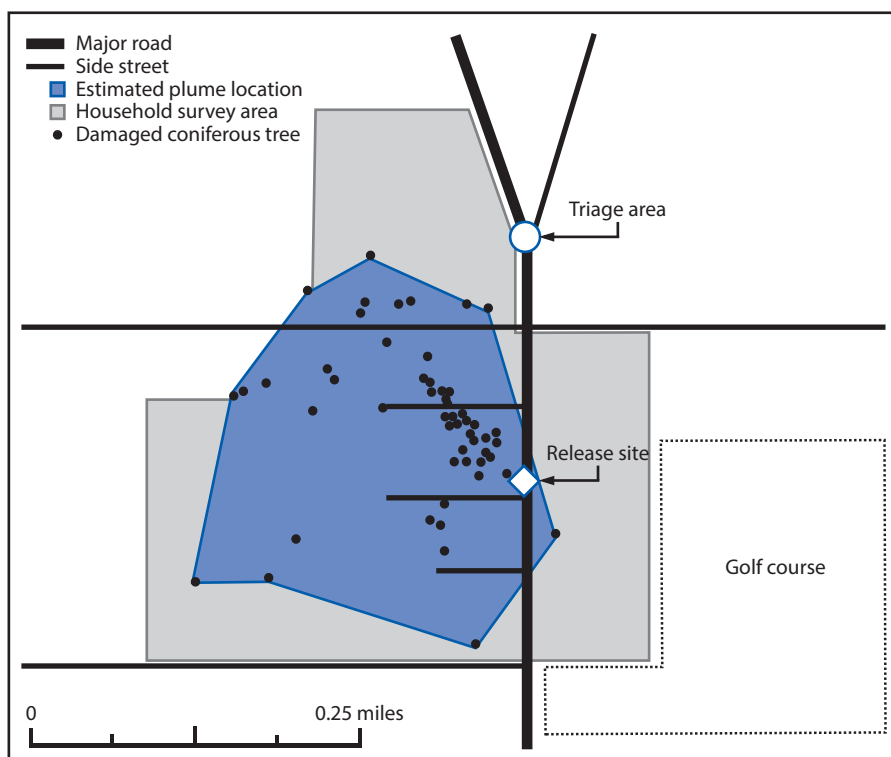 Major road
Side street
Estimated plume location
Household survey area
Damaged coniferous tree
Triage area
Release site
Golf course
0
0.25 miles